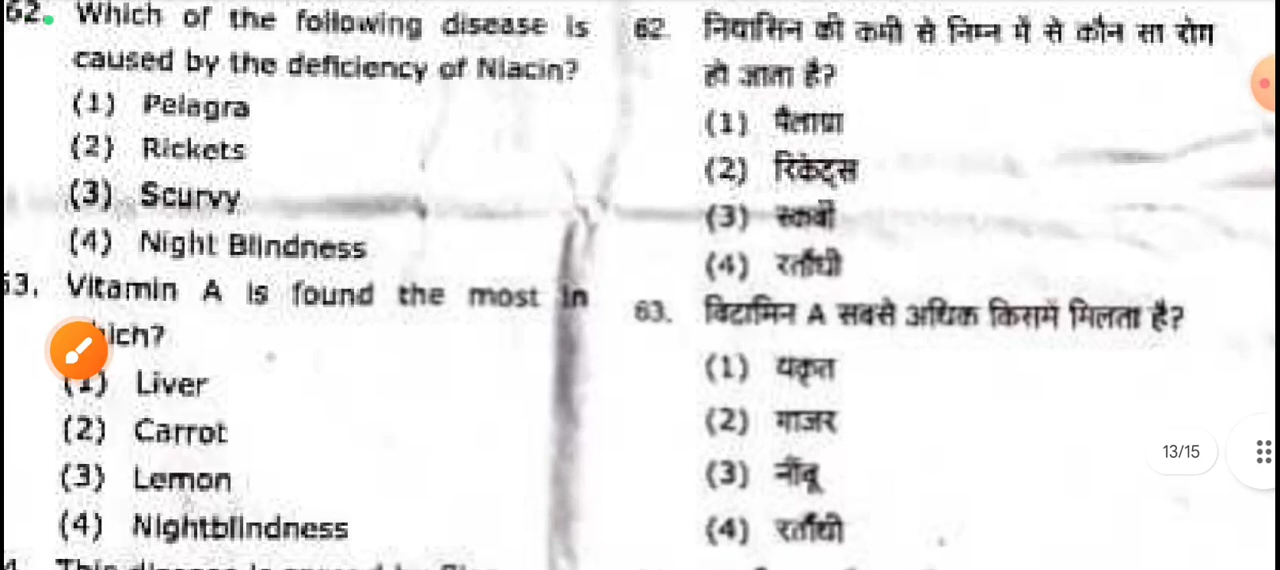 62. Which of the following disease is
caused by the deficiency of Niacin?
(1) Pelagra
(2) Rickets
(3) Scurvy
(4) Night Blindness
63. Vitamin A is found the most in
ich?
(1) Liver
(2) Carrot
(3) Lemon
(4) Nightblindness
62. नियासिन की कमी से निम्न में से कौन सा रोग
हो जाता है?
(1) पैलाग्रा
(2) रिकेट्स
(3) स्कर्वी
(4) रतौंधी
63. विटामिन A सबसे अधिक किसमें मिलता है?
(1) यकृत
(2) गाजर
(3) नींबू
(4) रतौंधी
13/15